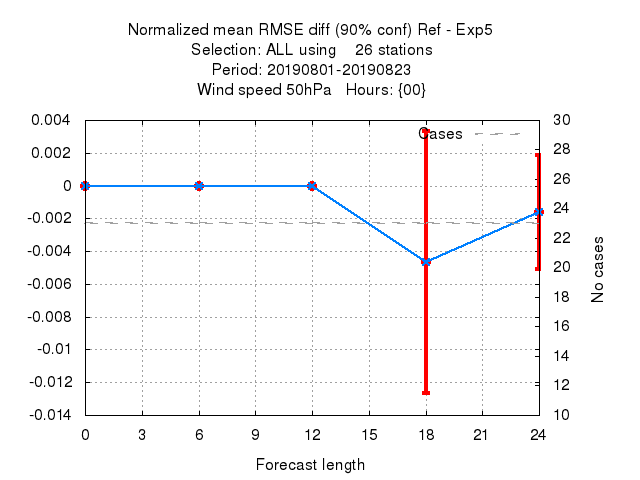 Normalized mean RMSE diff (90% conf) Ref - Exp5
Selection: ALL using 26 stations
Period: 20190801-20190823
Wind speed 50hPa Hours: {00}
0.004
0.002
0
-0.002
-0.004
-0.006
-0.008
-0.01
-0.012
-0.014
Cases
30
28
26
24
22
20
18
16
14
12
10
No cases
0 3 6 9 12 15 18 21 24
Forecast length